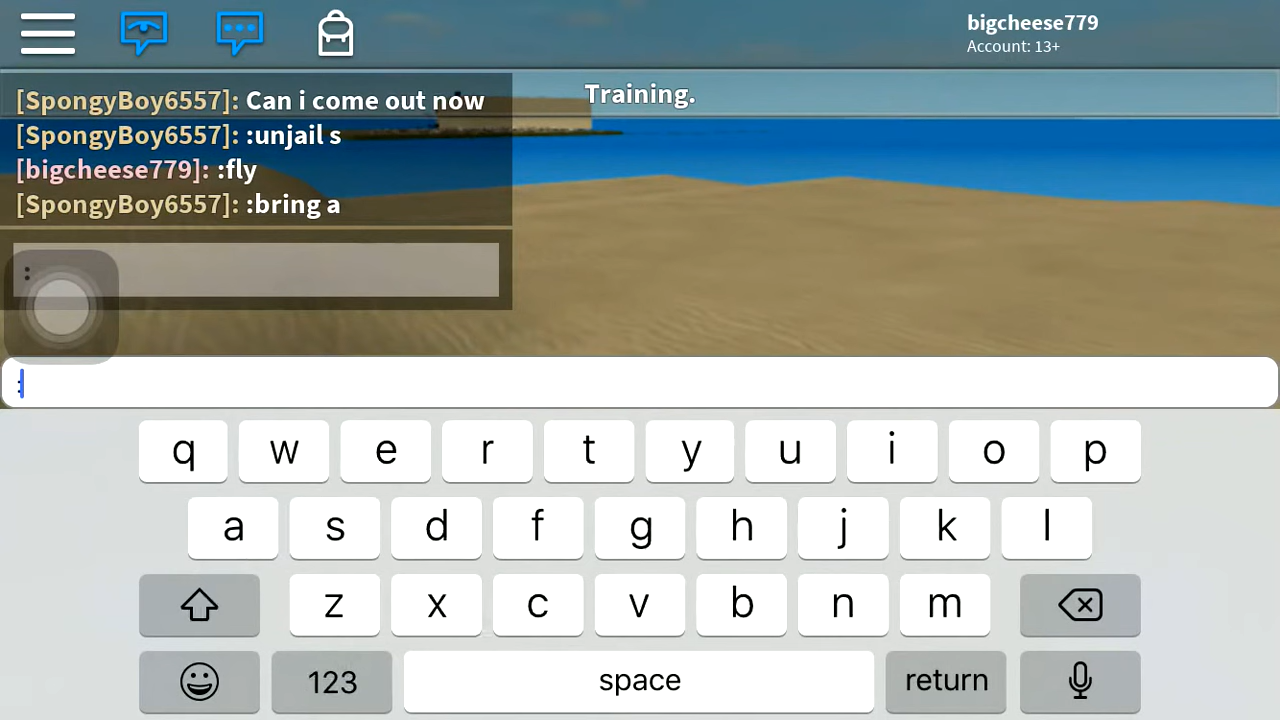 bigcheese779
Account: 13+
Training.
[SpongyBoy6557]: Can i come out now
[SpongyBoy6557]: :unjail s
[bigcheese779]: :fly
[SpongyBoy6557]: :bring a
:
:
q w e r t y u i o p
a s d f g h j k l
z x c v b n m
123 space return